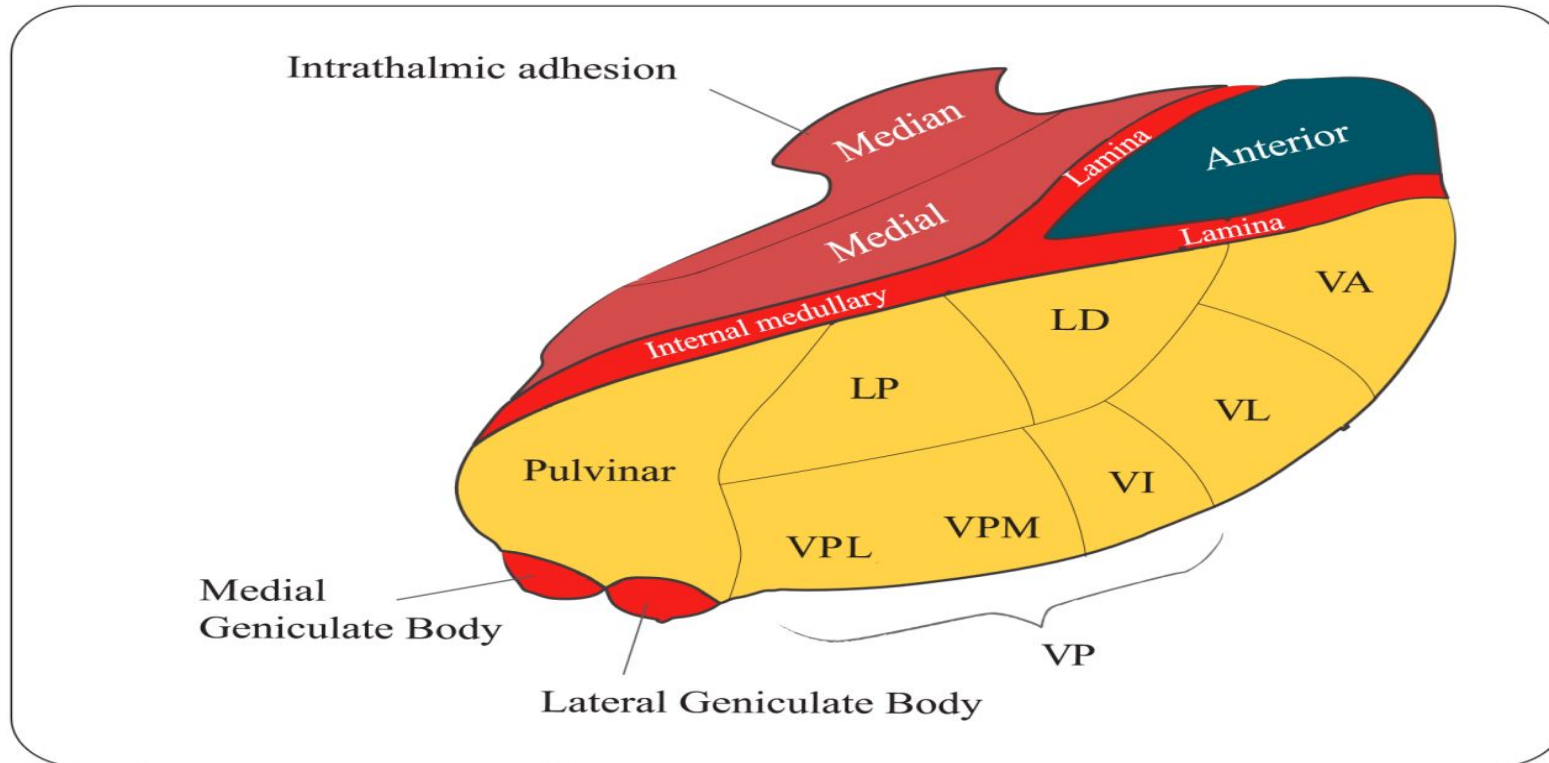 Intrathalmic adhesion
Median
Lamina
Anterior
Medial
Lamina
Internal medullary
VA
LD
LP
VL
Pulvinar
VI
VPM
VPL
Medial
Geniculate Body
VP
Lateral Geniculate Body